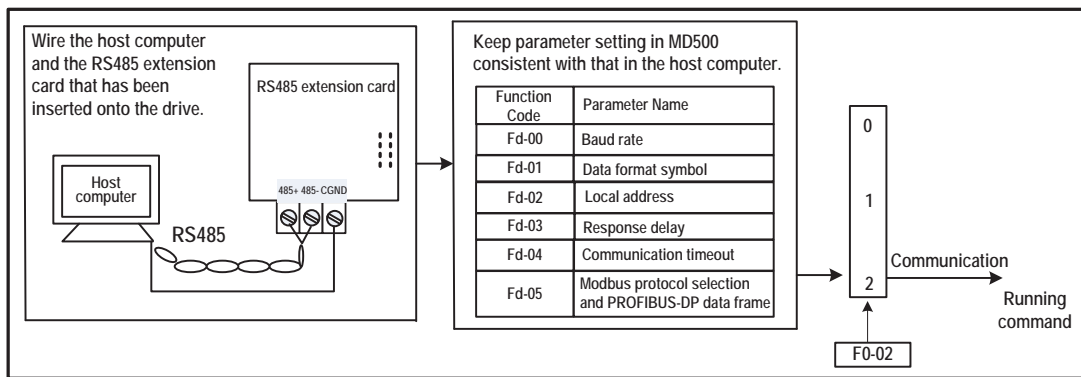 Wire the host computer
and the RS485 extension
card that has been
inserted onto the drive.
RS485 extension card
Host
computer
485+ 485- CGND
RS485
Keep parameter setting in MD500
consistent with that in the host computer.
Function
Code
Parameter Name
Fd-00 Baud rate
Fd-01 Data format symbol
Fd-02 Local address
Fd-03 Response delay
Fd-04 Communication timeout
Fd-05 Modbus protocol selection
and PROFIBUS-DP data frame
0
1
2
Communication
Running
command
F0-02